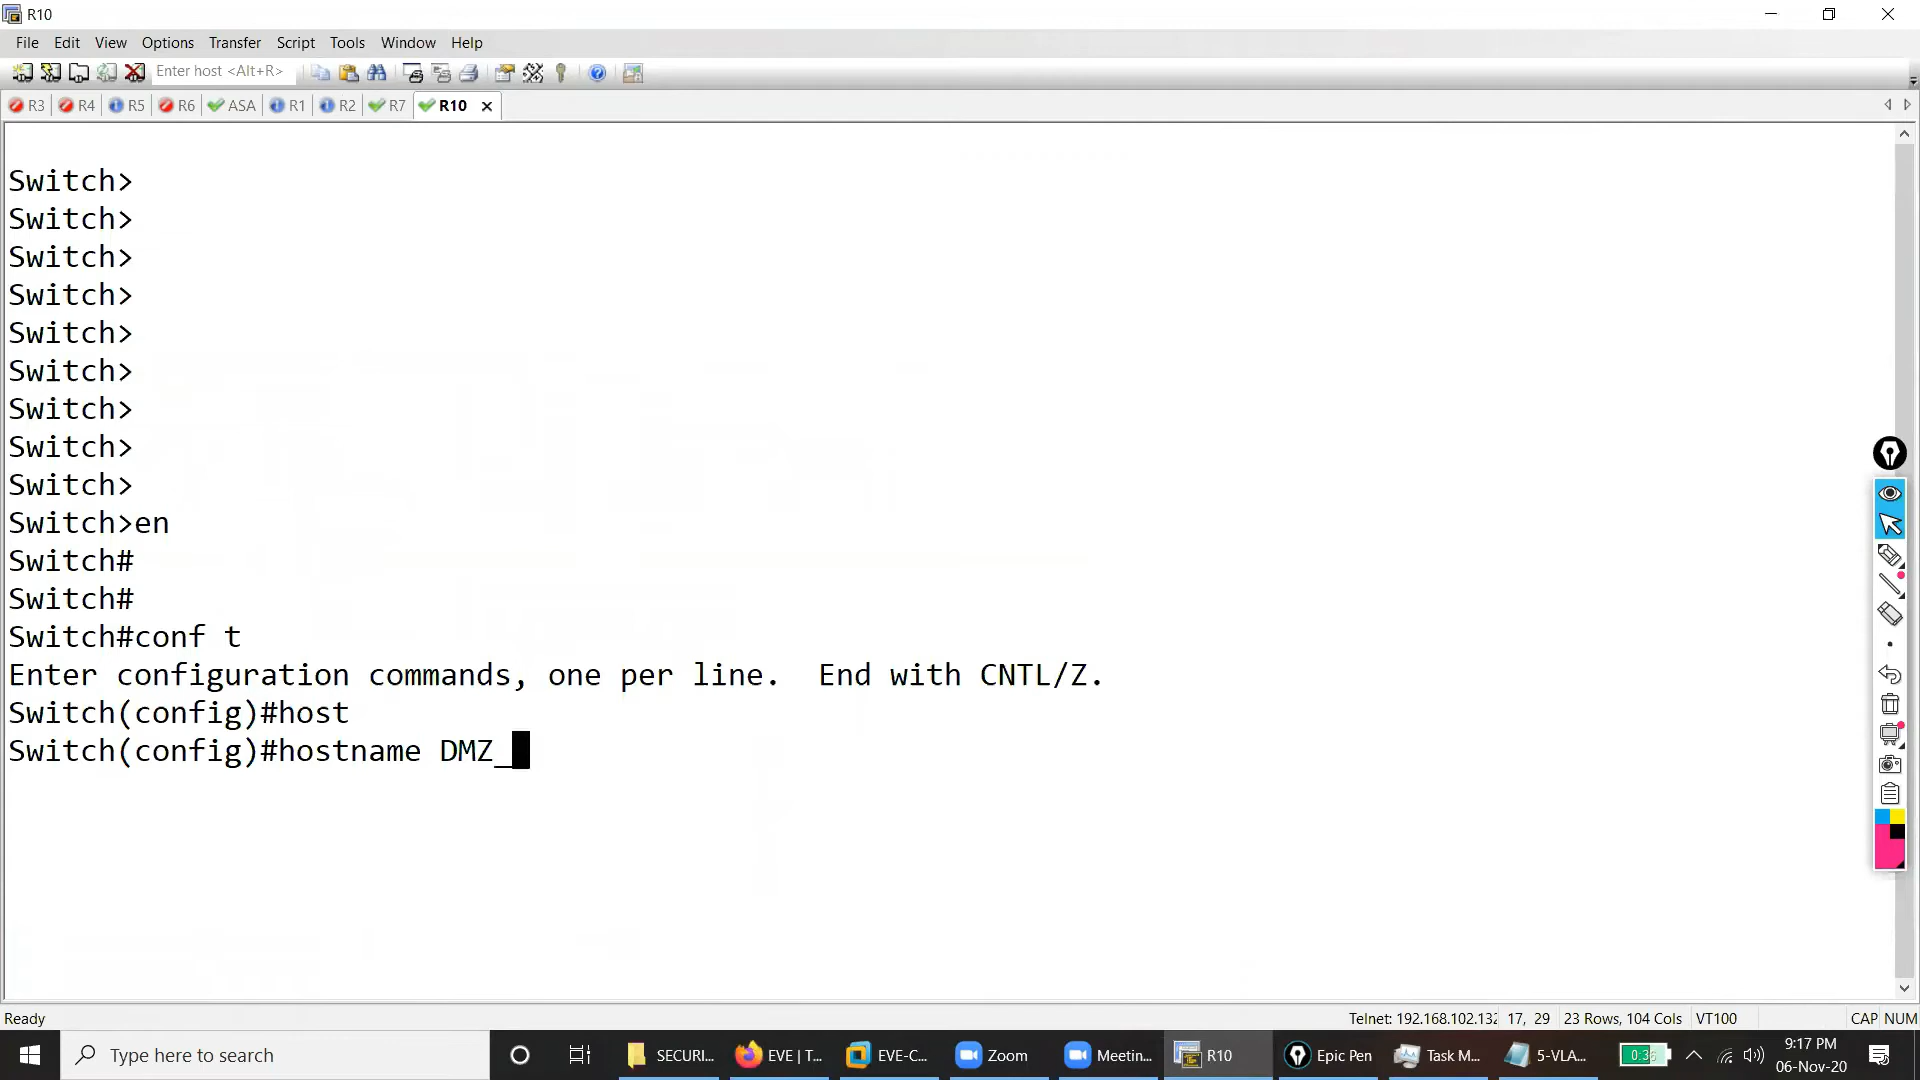 R10
File Edit View Options Transfer Script Tools Window Help
Enter host <Alt+R>
R3 R4 R5 R6 ASA R1 R2 R7 R10
Switch>
Switch>
Switch>
Switch>
Switch>
Switch>
Switch>
Switch>
Switch>
Switch>en
Switch#
Switch#
Switch#conf t
Enter configuration commands, one per line.  End with CNTL/Z.
Switch(config)#host
Switch(config)#hostname DMZ_
Ready Telnet: 192.168.102.132 17, 29 23 Rows, 104 Cols VT100 CAP NUM
Type here to search SECURI... EVE | T... EVE-C... Zoom Meetin... R10 Epic Pen Task M... 5-VLA... 0:36 9:17 PM
06-Nov-20